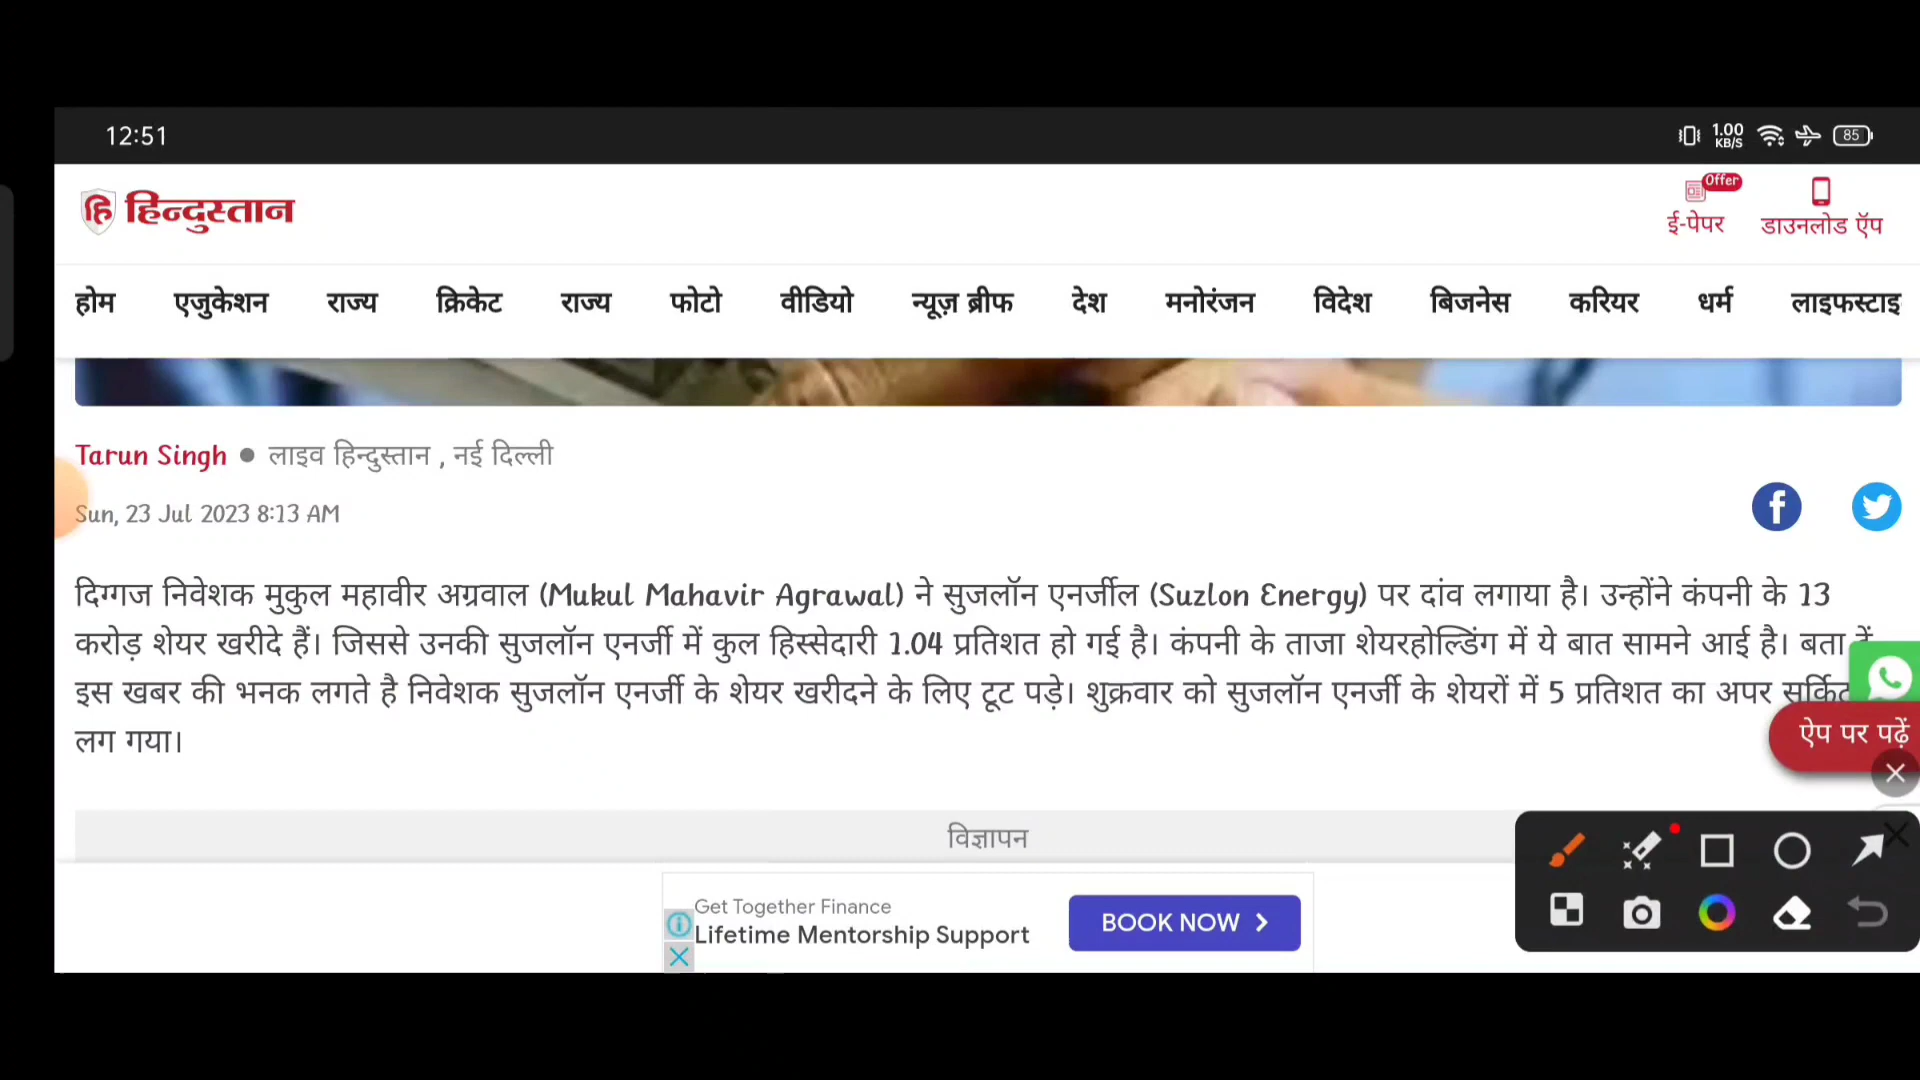 12:51
1.00
KB/S
85
हि हिन्दुस्तान
Offer
ई-पेपर
डाउनलोड ऍप
होम एजुकेशन राज्य क्रिकेट राज्य फोटो वीडियो न्यूज़ ब्रीफ देश मनोरंजन विदेश बिजनेस करियर धर्म लाइफस्टाइ
Tarun Singh ● लाइव हिन्दुस्तान , नई दिल्ली
Sun, 23 Jul 2023 8:13 AM
दिग्गज निवेशक मुकुल महावीर अग्रवाल (Mukul Mahavir Agrawal) ने सुजलॉन एनर्जील (Suzlon Energy) पर दांव लगाया है। उन्होंने कंपनी के 13
करोड़ शेयर खरीदे हैं। जिससे उनकी सुजलॉन एनर्जी में कुल हिस्सेदारी 1.04 प्रतिशत हो गई है। कंपनी के ताजा शेयरहोल्डिंग में ये बात सामने आई है। बता
इस खबर की भनक लगते है निवेशक सुजलॉन एनर्जी के शेयर खरीदने के लिए टूट पड़े। शुक्रवार को सुजलॉन एनर्जी के शेयरों में 5 प्रतिशत का अपर सर्किट
लग गया।
ऐप पर पढ़ें
विज्ञापन
Get Together Finance
Lifetime Mentorship Support
BOOK NOW